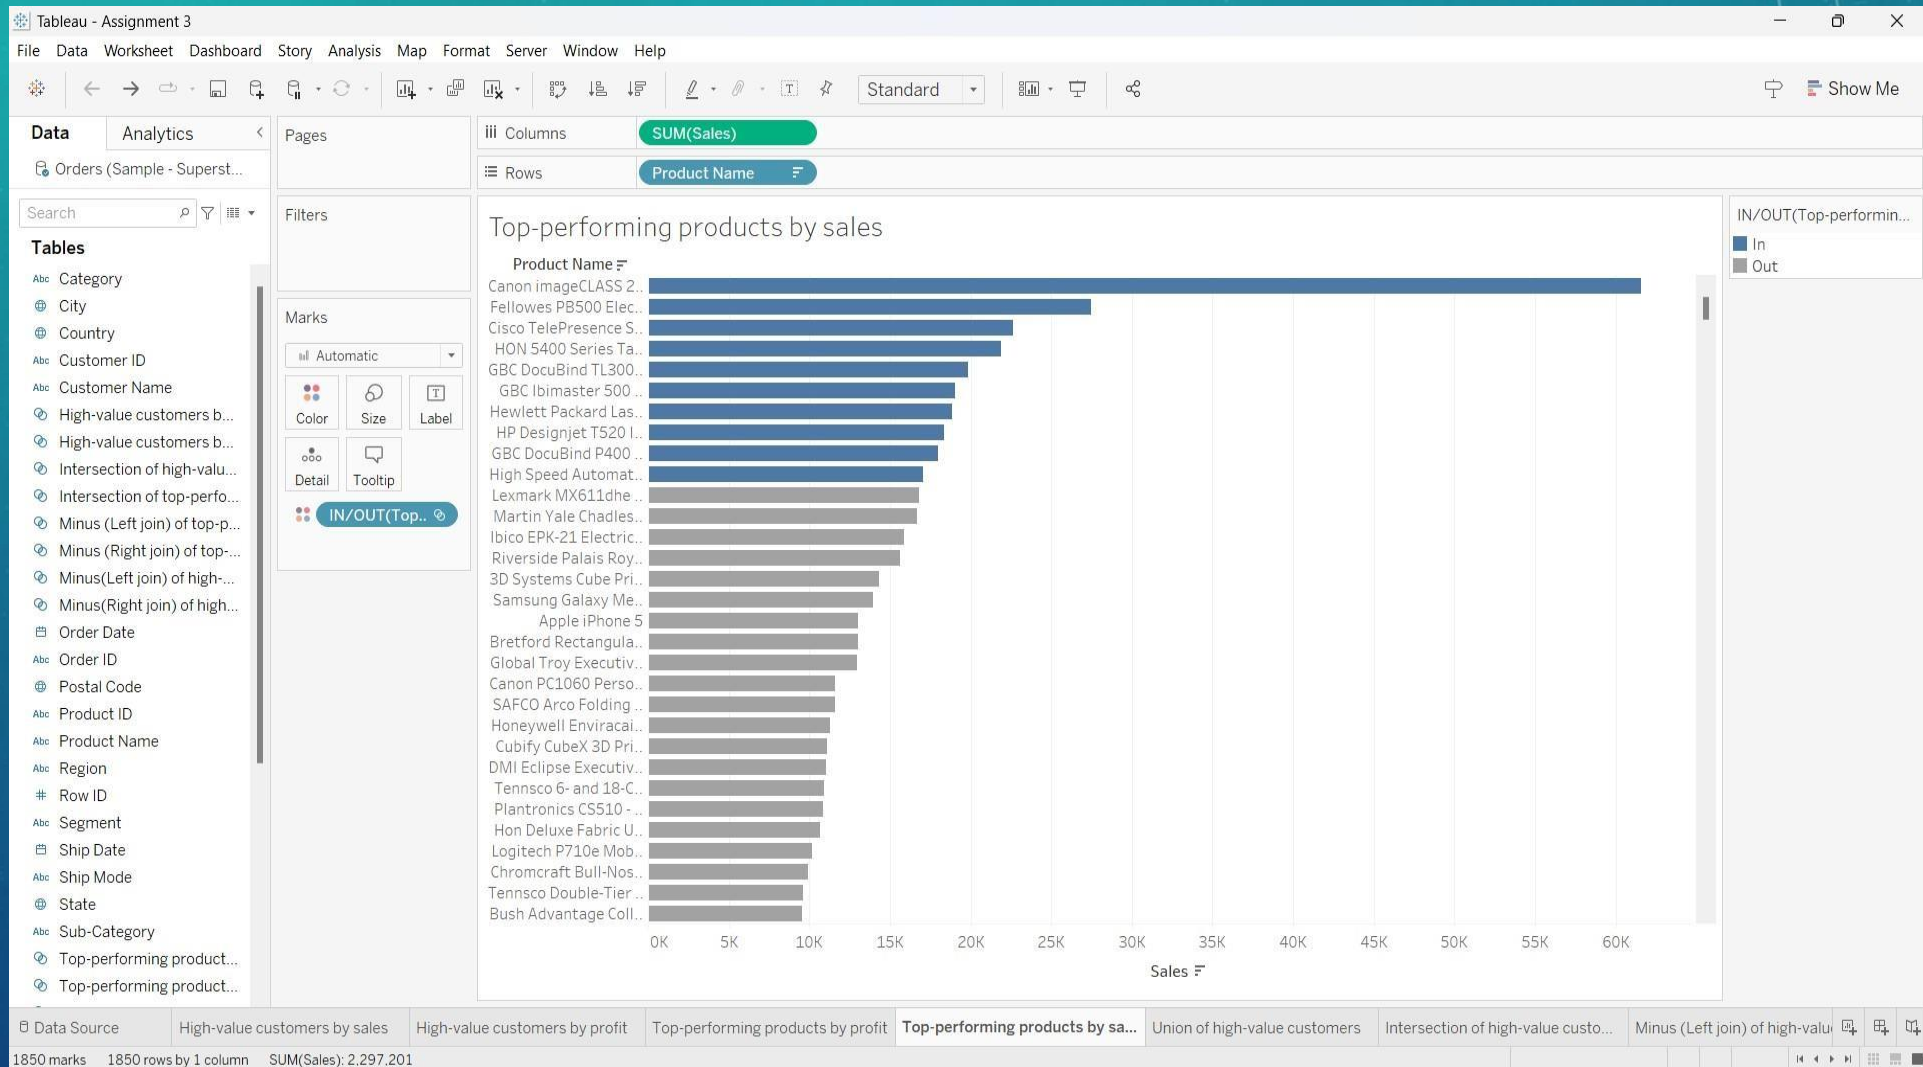 Tableau - Assignment 3
File Data Worksheet Dashboard Story Analysis Map Format Server Window Help
Standard
Show Me
Data
Analytics
Orders (Sample - Superst...
Search
Tables
Abc Category
City
Country
Abc Customer ID
Abc Customer Name
High-value customers b...
High-value customers b...
Intersection of high-valu...
Intersection of top-perfo...
Minus (Left join) of top-p...
Minus (Right join) of top-...
Minus(Left join) of high-...
Minus(Right join) of high...
Order Date
Abc Order ID
Postal Code
Abc Product ID
Abc Product Name
Abc Region
# Row ID
Abc Segment
Ship Date
Abc Ship Mode
State
Abc Sub-Category
Top-performing product...
Top-performing product...
Pages
Filters
Marks
Automatic
Color
Size
Label
Detail
Tooltip
IN/OUT(Top..
Columns
SUM(Sales)
Rows
Product Name
Top-performing products by sales
Product Name
Canon imageCLASS 2..
Fellowes PB500 Elec..
Cisco TelePresence S..
HON 5400 Series Ta..
GBC DocuBind TL300..
GBC Ibimaster 500 ..
Hewlett Packard Las..
HP Designjet T520 I..
GBC DocuBind P400 ..
High Speed Automat..
Lexmark MX611dhe ..
Martin Yale Chadles..
Ibico EPK-21 Electric..
Riverside Palais Roy..
3D Systems Cube Pri..
Samsung Galaxy Me..
Apple iPhone 5
Bretford Rectangula..
Global Troy Executiv..
Canon PC1060 Perso..
SAFCO Arco Folding ..
Honeywell Enviracai..
Cubify CubeX 3D Pri..
DMI Eclipse Executiv..
Tennsco 6- and 18-C..
Plantronics CS510 - ..
Hon Deluxe Fabric U..
Logitech P710e Mob..
Chromcraft Bull-Nos..
Tennsco Double-Tier ..
Bush Advantage Coll..
0K 5K 10K 15K 20K 25K 30K 35K 40K 45K 50K 55K 60K
Sales
IN/OUT(Top-performin...
In
Out
Data Source
High-value customers by sales
High-value customers by profit
Top-performing products by profit
Top-performing products by sa...
Union of high-value customers
Intersection of high-value custo...
Minus (Left join) of high-valu
1850 marks 1850 rows by 1 column SUM(Sales): 2,297,201